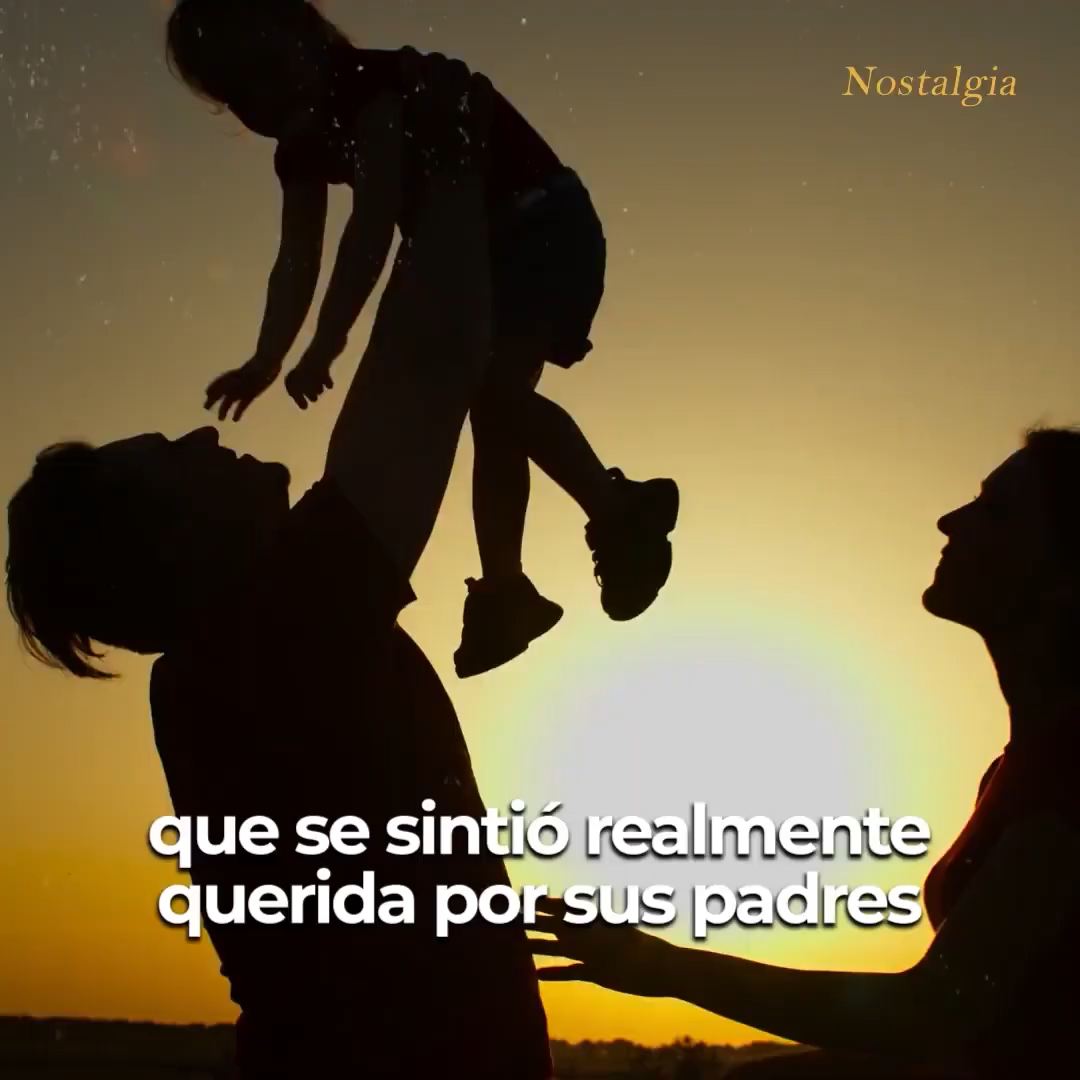 Nostalgia
que se sintió realmente
querida por sus padres